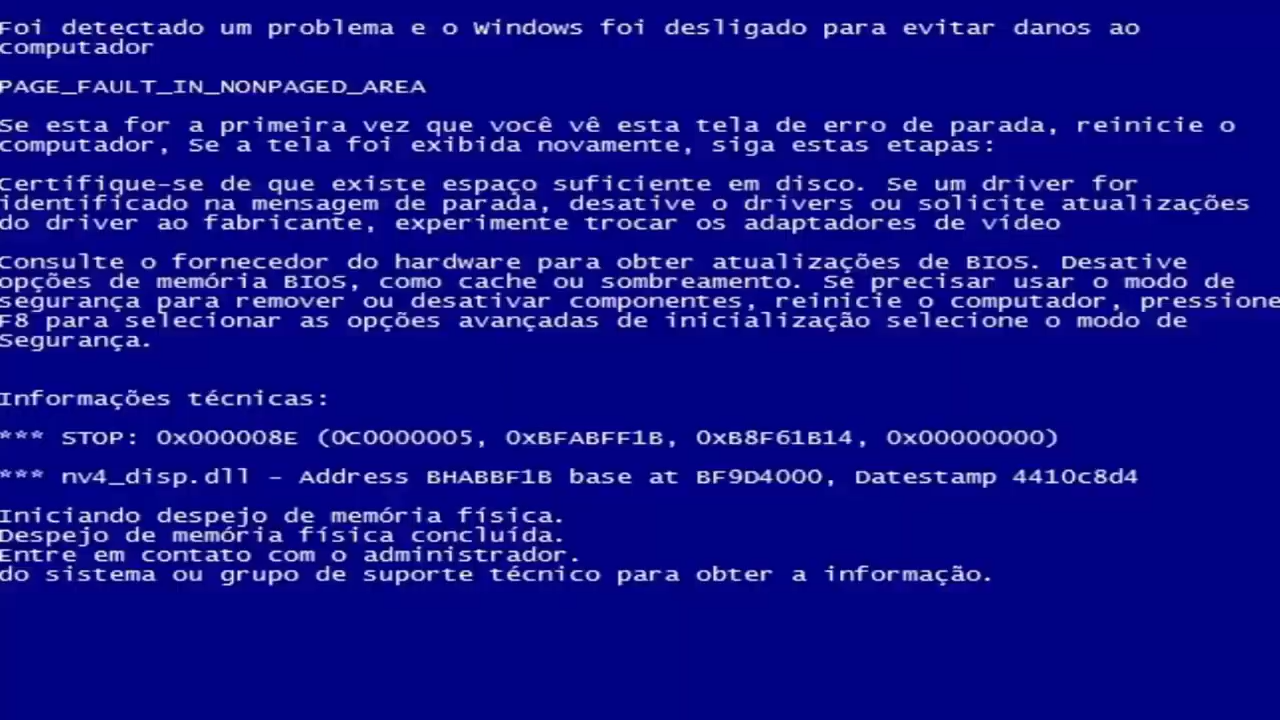 Foi detectado um problema e o Windows foi desligado para evitar danos ao
computador
PAGE_FAULT_IN_NONPAGED_AREA
Se esta for a primeira vez que você vê esta tela de erro de parada, reinicie o
computador, Se a tela foi exibida novamente, siga estas etapas:
Certifique-se de que existe espaço suficiente em disco. Se um driver for
identificado na mensagem de parada, desative o drivers ou solicite atualizações
do driver ao fabricante, experimente trocar os adaptadores de vídeo
Consulte o fornecedor do hardware para obter atualizações de BIOS. Desative
opções de memória BIOS, como cache ou sombreamento. Se precisar usar o modo de
segurança para remover ou desativar componentes, reinicie o computador, pressione
F8 para selecionar as opções avançadas de inicialização selecione o modo de
Segurança.
Informações técnicas:
*** STOP: 0x000008E (0C0000005, 0xBFABFF1B, 0xB8F61B14, 0x00000000)
*** nv4_disp.dll - Address BHABBF1B base at BF9D4000, Datestamp 4410c8d4
Iniciando despejo de memória física.
Despejo de memória física concluída.
Entre em contato com o administrador.
do sistema ou grupo de suporte técnico para obter a informação.